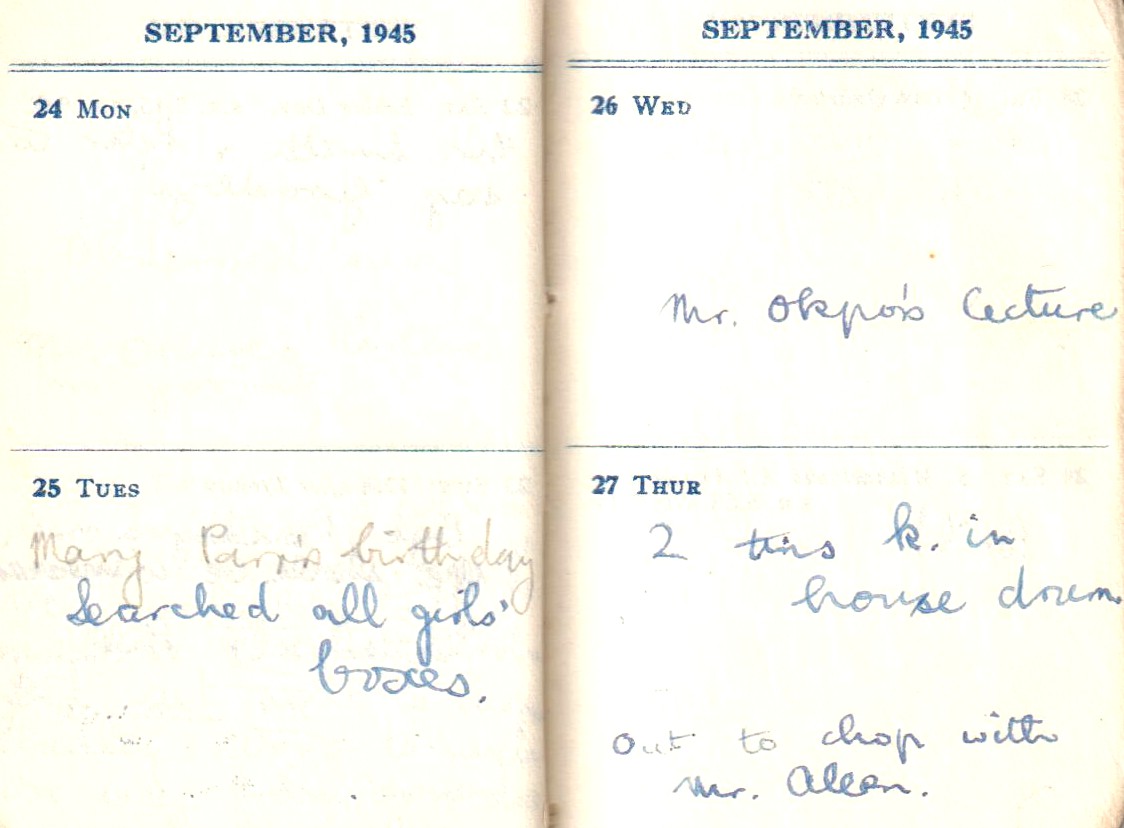 SEPTEMBER, 1945
24 MON
25 TUES
Mary Parr's birthday
Searched all girls'
boxes.
SEPTEMBER, 1945
26 WED
Mr. Okpo's lecture
27 THUR
2 tins k. in
house drum.
Out to chop with
Mr. Allen.